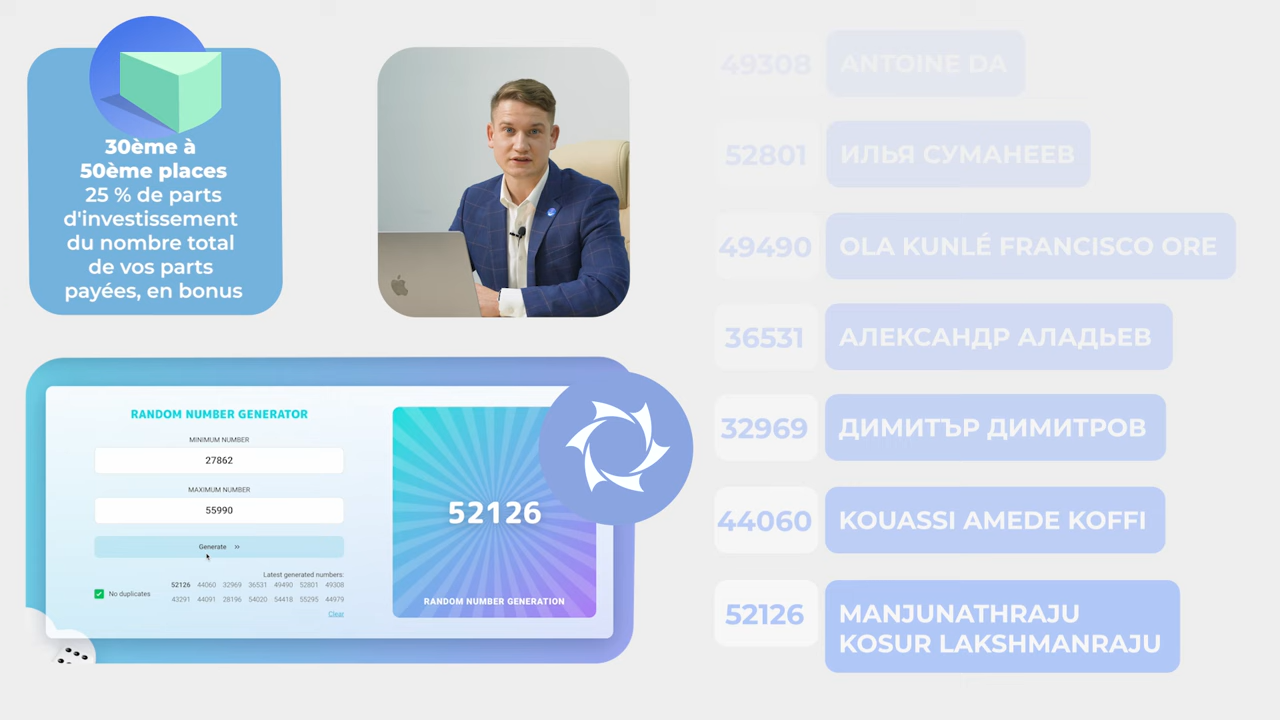 30ème à
50ème places
25 % de parts
d'investissement
du nombre total
de vos parts
payées, en bonus
RANDOM NUMBER GENERATOR
MINIMUM NUMBER
27862
MAXIMUM NUMBER
55990
Generate »
Latest generated numbers:
No duplicates
52126 44060 32969 36531 49490 52801 49308
43291 44091 28196 54020 54418 55295 44979
Clear
52126
RANDOM NUMBER GENERATION
49308 ANTOINE DA
52801 ИЛЬЯ СУМАНЕЕВ
49490 OLA KUNLÉ FRANCISCO ORE
36531 АЛЕКСАНДР АЛАДЬЕВ
32969 ДИМИТЪР ДИМИТРОВ
44060 KOUASSI AMEDE KOFFI
52126 MANJUNATHRAJU
KOSUR LAKSHMANRAJU